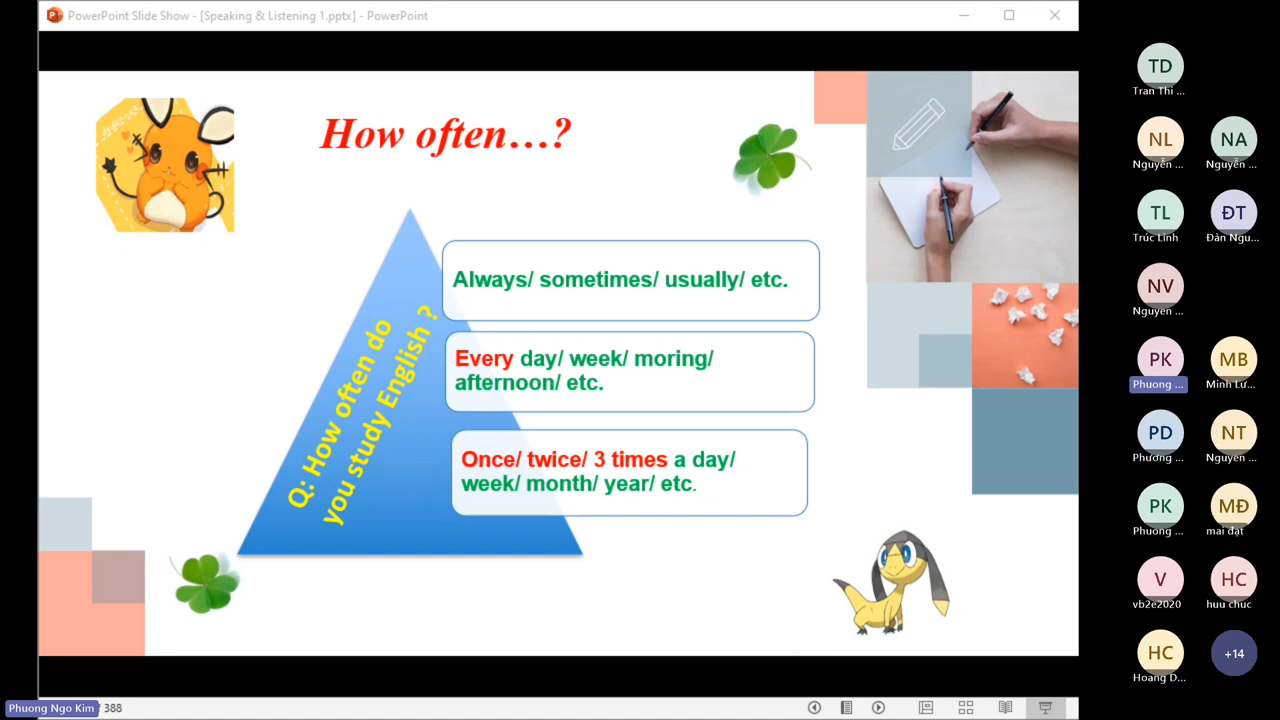 PowerPoint Slide Show - [Speaking & Listening 1.pptx] - PowerPoint
How often...?
Q: How often do
you study English ?
Always/ sometimes/ usually/ etc.
Every day/ week/ moring/
afternoon/ etc.
Once/ twice/ 3 times a day/
week/ month/ year/ etc.
TD
Tran Thi ...
NL
Nguyễn ...
NA
Nguyễn ...
TL
Trúc Linh
ĐT
Đàn Ngu...
NV
Nguyen ...
PK
Phuong ...
MB
Minh Lư...
PD
Phương ...
NT
Nguyen ...
PK
Phuong ...
MĐ
mai đạt
V
vb2e2020
HC
huu chuc
HC
Hoang D...
+14
Phuong Ngo Kim
388